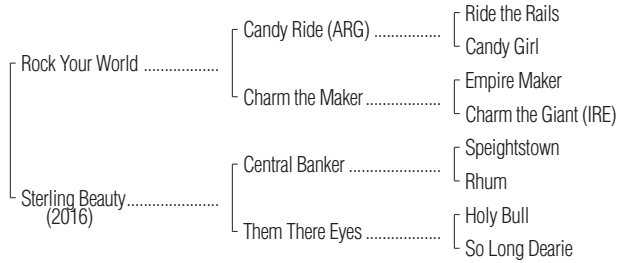 Ride the Rails
Candy Ride (ARG) ................
Candy Girl
Rock Your World ..................
Empire Maker
Charm the Maker ..................
Charm the Giant (IRE)
Speightstown
Central Banker ......................
Rhum
Sterling Beauty......................
(2016)
Holy Bull
Them There Eyes ..................
So Long Dearie